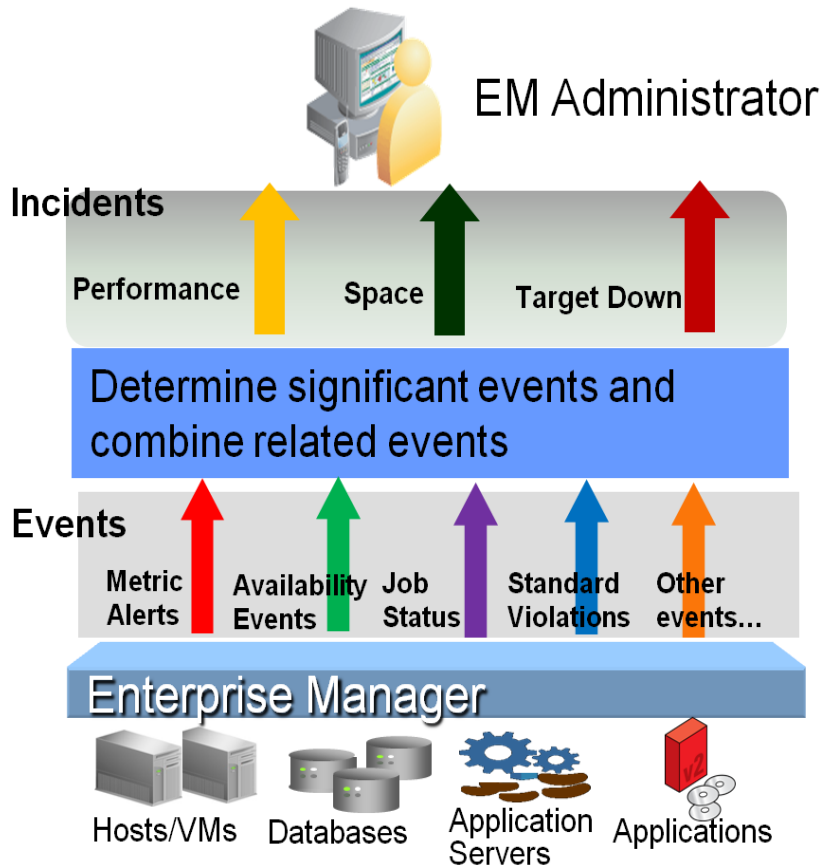 EM Administrator
Incidents
Performance
Space
Target Down
Determine significant events and
combine related events
Events
Metric
Alerts
Availability
Events
Job
Status
Standard
Violations
Other
events...
Enterprise Manager
Hosts/VMs
Databases
Application
Servers
v2
Applications